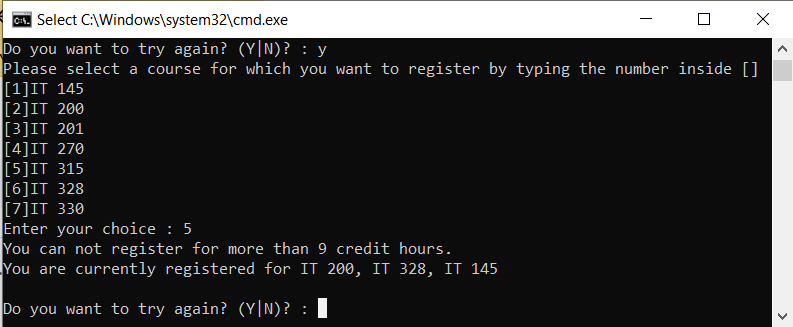 Select C:\Windows\system32\cmd.exe
Do you want to try again? (Y|N)? : y
Please select a course for which you want to register by typing the number inside []
[1]IT 145
[2]IT 200
[3]IT 201
[4]IT 270
[5]IT 315
[6]IT 328
[7]IT 330
Enter your choice : 5
You can not register for more than 9 credit hours.
You are currently registered for IT 200, IT 328, IT 145
Do you want to try again? (Y|N)? :